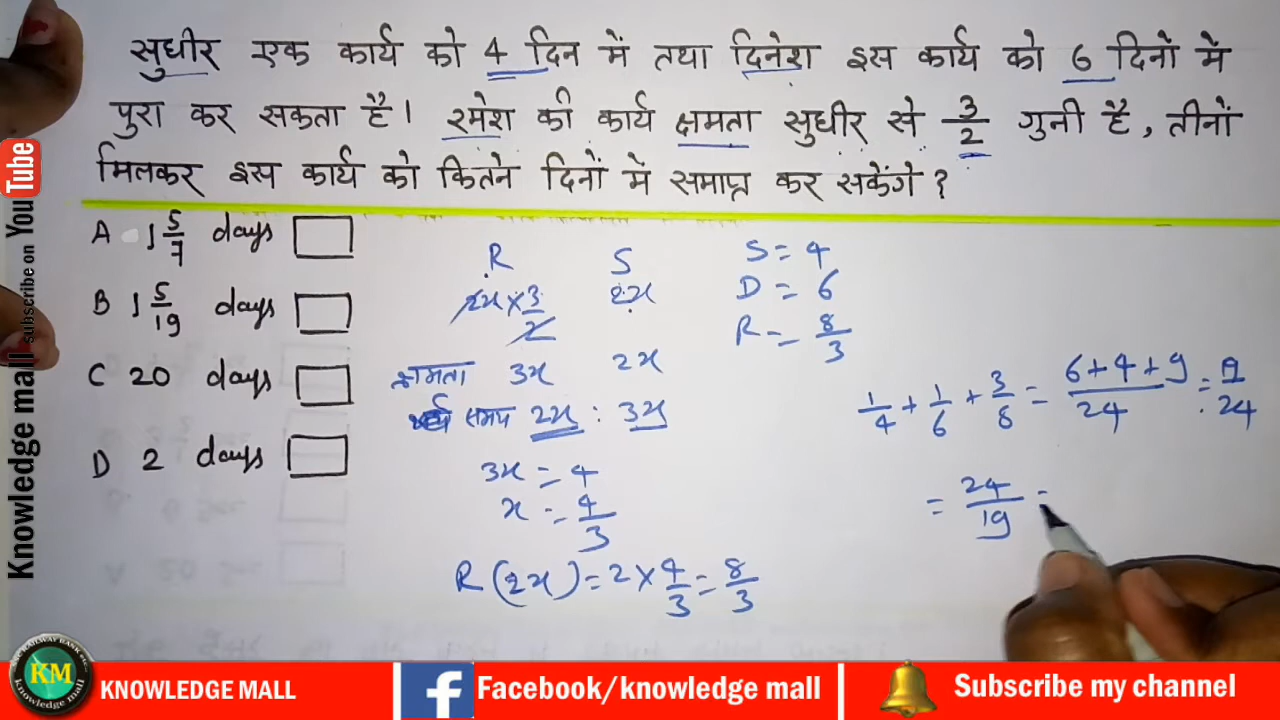 सुधीर एक कार्य को 4 दिन में तथा दिनेश इस कार्य को 6 दिनों में
पुरा कर सकता है। रमेश की कार्य क्षमता सुधीर से 3/2 गुनी है, तीनों
मिलकर इस कार्य को कितने दिनों में समाप्त कर सकेंगे ?
A 1 5/7 days
B 1 5/19 days
C 20 days
D 2 days
R S
2x × 3/2 2x
क्षमता 3x 2x
समय 2x : 3x
3x = 4
x = 4/3
R (2x) = 2 × 4/3 = 8/3
S = 4
D = 6
R = 8/3
1/4 + 1/6 + 3/8 = 6+4+9/24 = 19/24
= 24/19 =
Knowledge mall subscribe on YouTube
KM
knowledge mall
KNOWLEDGE MALL
f Facebook/knowledge mall
Subscribe my channel